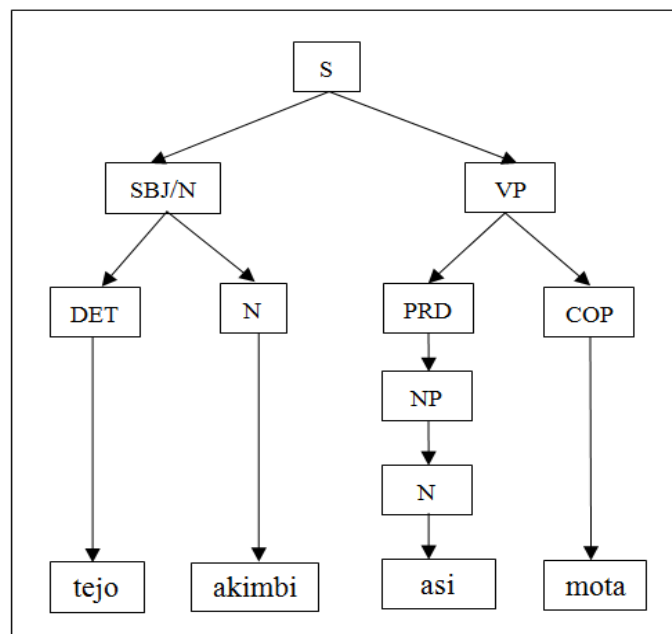 S
SBJ/N VP
DET N PRD COP
NP
N
tejo akimbi asi mota